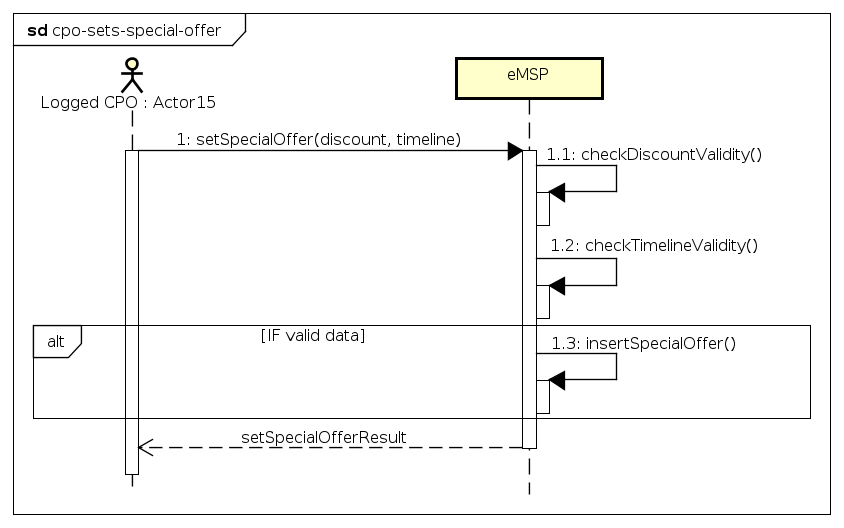 sd cpo-sets-special-offer
eMSP
Logged CPO : Actor15
1: setSpecialOffer(discount, timeline)
1.1: checkDiscountValidity()
1.2: checkTimelineValidity()
alt
[IF valid data]
1.3: insertSpecialOffer()
setSpecialOfferResult